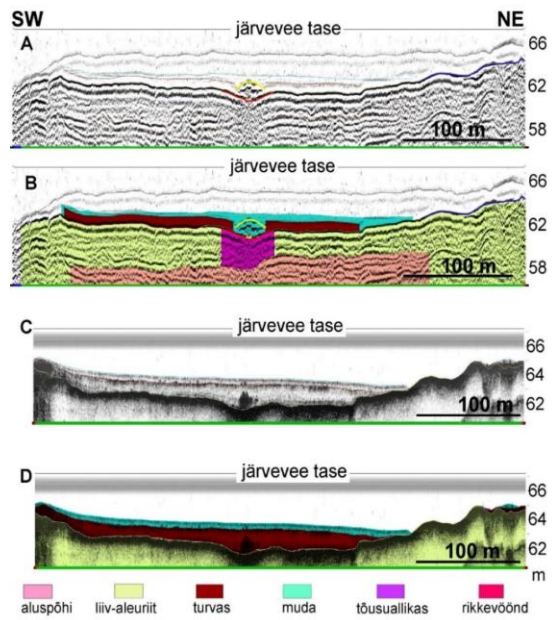 SW
NE
järvevee tase
A
66
62
58
100 m
järvevee tase
B
66
62
58
100 m
järvevee tase
C
66
64
62
100 m
järvevee tase
D
66
64
62
100 m
m
aluspõhi liiv-aleuriit turvas muda tõusuallikas rikkevöönd